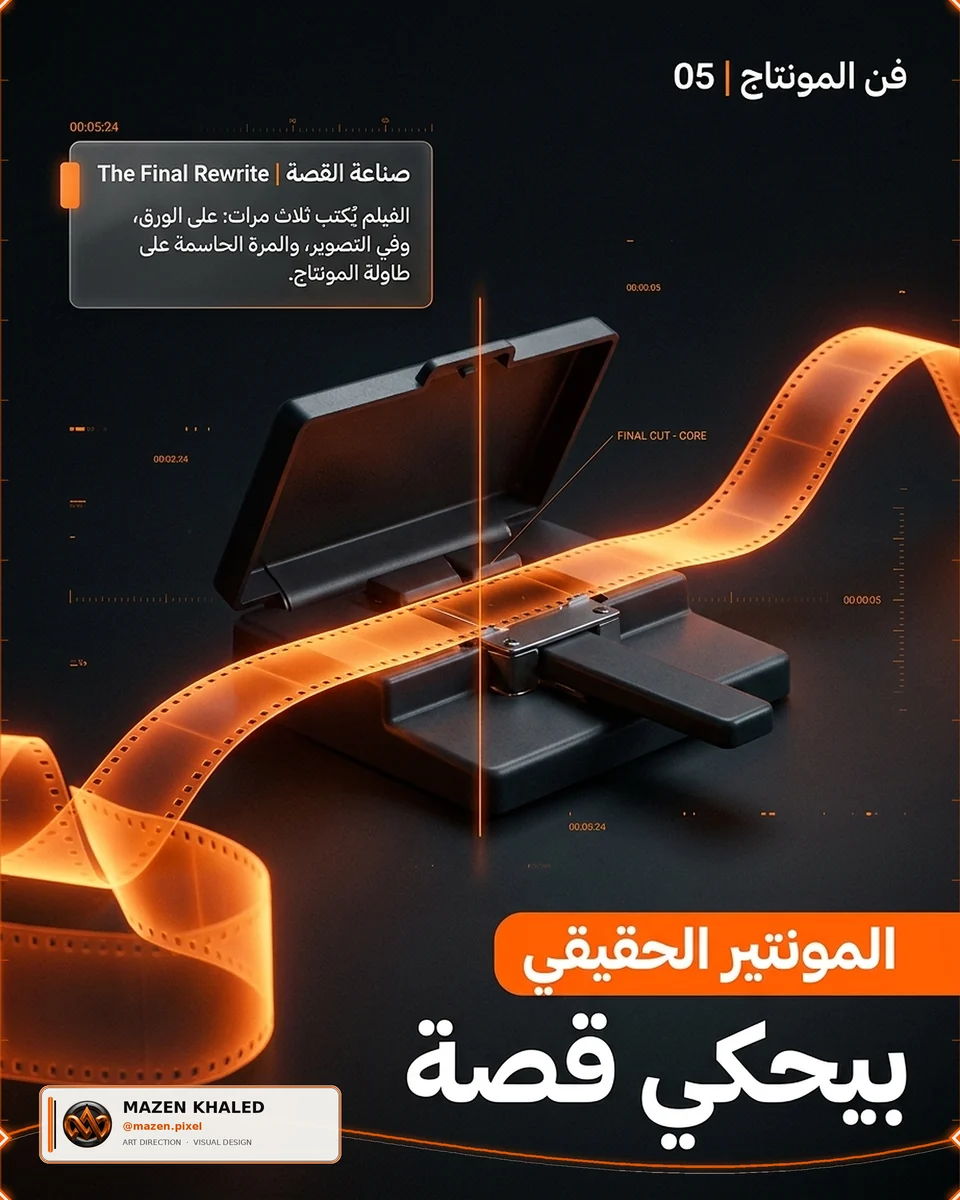 فن المونتاج | 05
00:05:24
صناعة القصة | The Final Rewrite
الفيلم يُكتب ثلاث مرات: على الورق،
وفي التصوير، والمرة الحاسمة على
طاولة المونتاج.
00:00:05
FINAL CUT - CORE
00:02:24
00:00:05
00:05:24
المونتير الحقيقي
بيحكي قصة
MAZEN KHALED
@mazen.pixel
ART DIRECTION · VISUAL DESIGN